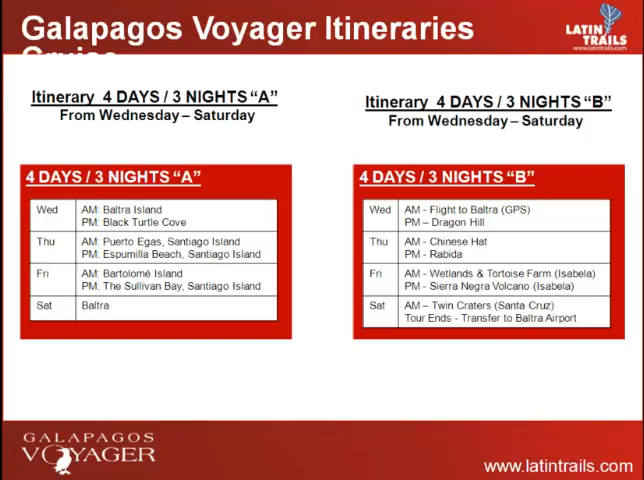 Galapagos Voyager Itineraries
Cruise
LATIN
TRAILS
www.latintrails.com
Itinerary 4 DAYS / 3 NIGHTS “A”
From Wednesday – Saturday
Itinerary 4 DAYS / 3 NIGHTS “B”
From Wednesday – Saturday
4 DAYS / 3 NIGHTS “A”
Wed AM: Baltra Island
PM: Black Turtle Cove
Thu AM: Puerto Egas, Santiago Island
PM: Espumilla Beach, Santiago Island
Fri AM: Bartolomé Island
PM: The Sullivan Bay, Santiago Island
Sat Baltra
4 DAYS / 3 NIGHTS “B”
Wed AM - Flight to Baltra (GPS)
PM – Dragon Hill
Thu AM - Chinese Hat
PM - Rabida
Fri AM - Wetlands & Tortoise Farm (Isabela)
PM - Sierra Negra Volcano (Isabela)
Sat AM – Twin Craters (Santa Cruz)
Tour Ends - Transfer to Baltra Airport
GALAPAGOS
VOYAGER
www.latintrails.com